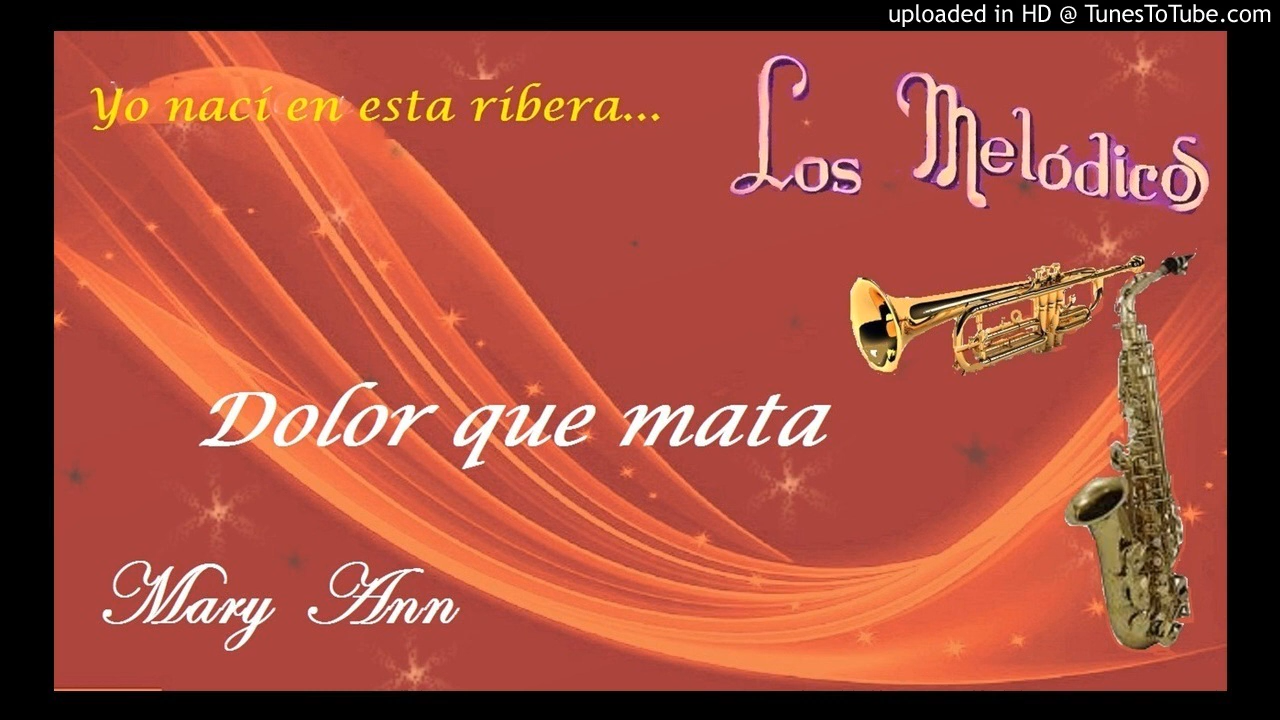 uploaded in HD @ TunesToTube.com
Yo nací en esta ribera...
Los Melódicos
Dolor que mata
Mary Ann